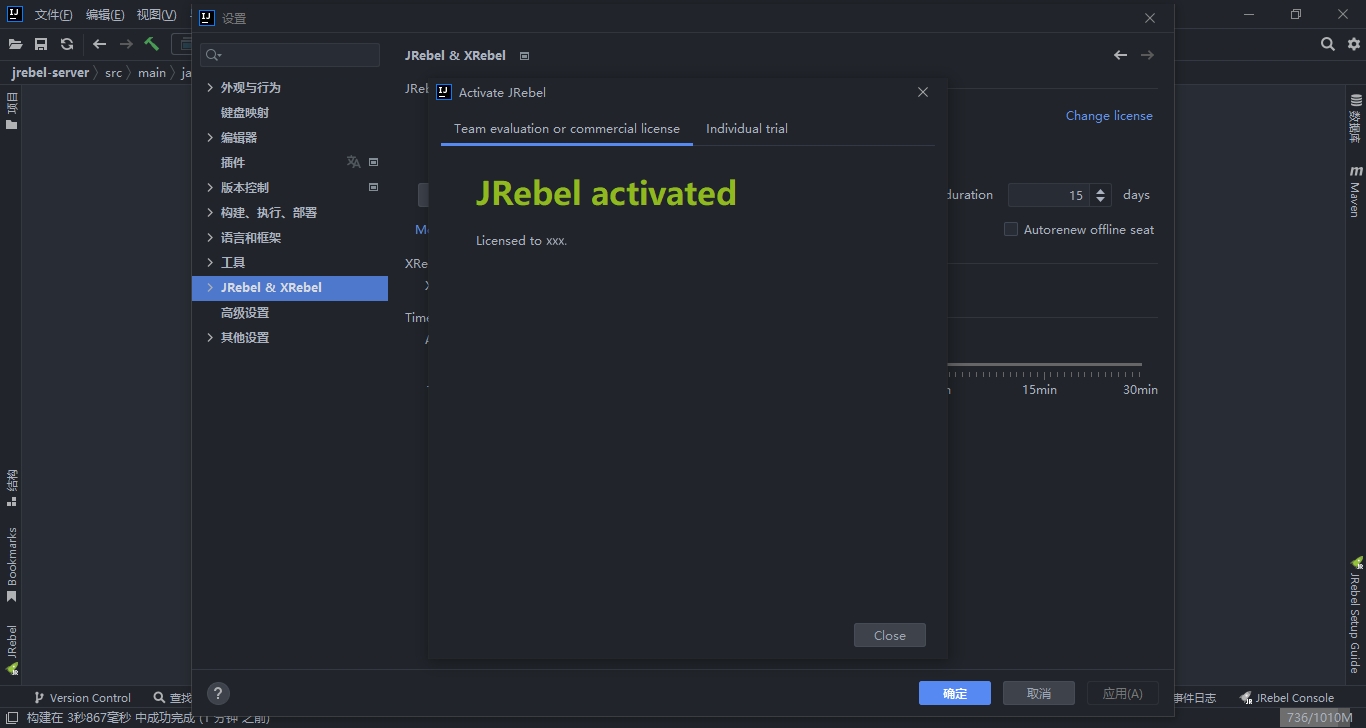 文件(F) 编辑(E) 视图(V)
设置
jrebel-server src main ja
项目
结构
Bookmarks
JRebel
外观与行为
键盘映射
编辑器
插件
版本控制
构建、执行、部署
语言和框架
工具
JRebel & XRebel
高级设置
其他设置
JRebel & XRebel
JReb
Change license
duration 15 days
Autorenew offline seat
XRe
Time
15min 30min
Activate JRebel
Team evaluation or commercial license Individual trial
JRebel activated
Licensed to xxx.
Close
? 确定 取消 应用(A)
数据库
m Maven
JRebel Setup Guide
Version Control 查找 事件日志 JRebel Console
构建在 3秒867毫秒 中成功完成 (1 分钟 之前) 736/1010M